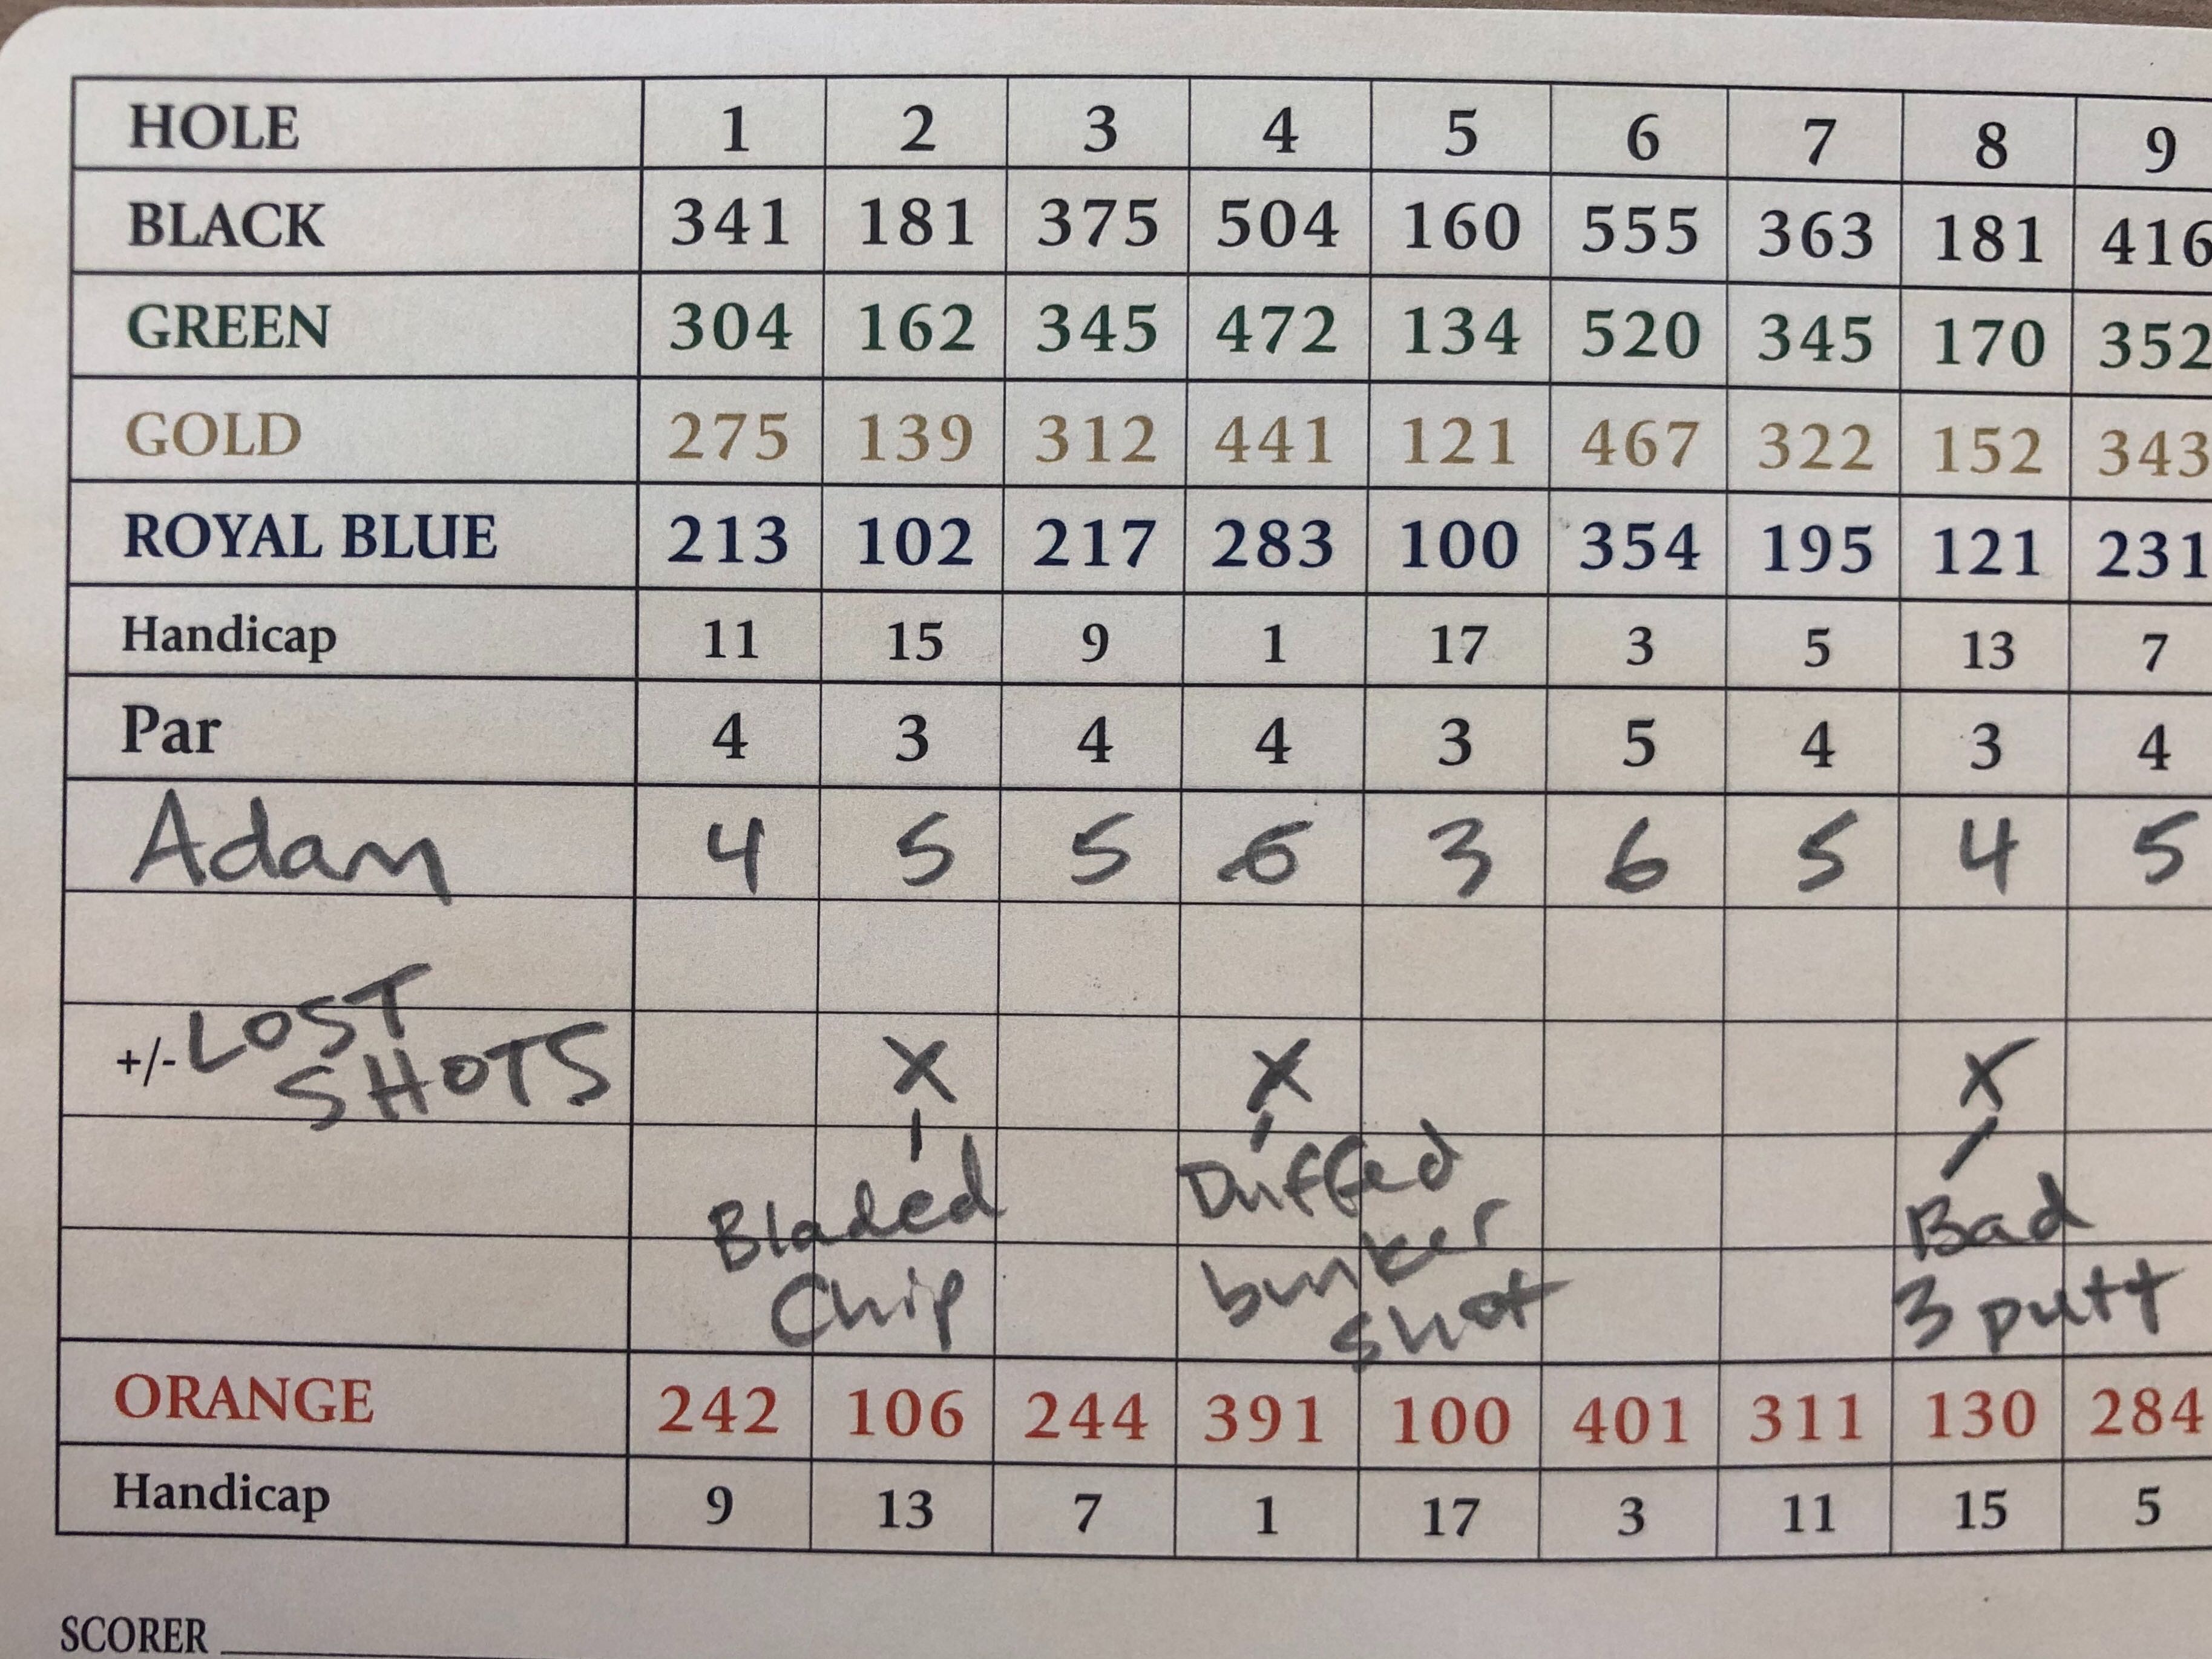 HOLE 1 2 3 4 5 6 7 8 9
BLACK 341 181 375 504 160 555 363 181 416
GREEN 304 162 345 472 134 520 345 170 352
GOLD 275 139 312 441 121 467 322 152 343
ROYAL BLUE 213 102 217 283 100 354 195 121 231
Handicap 11 15 9 1 17 3 5 13 7
Par 4 3 4 4 3 5 4 3 4
Adam 4 5 5 6 3 6 5 4 5
+/- LOST
SHOTS X X X
Bladed
Chip
Duffed
bunker
shot
Bad
3 putt
ORANGE 242 106 244 391 100 401 311 130 284
Handicap 9 13 7 1 17 3 11 15 5
SCORER